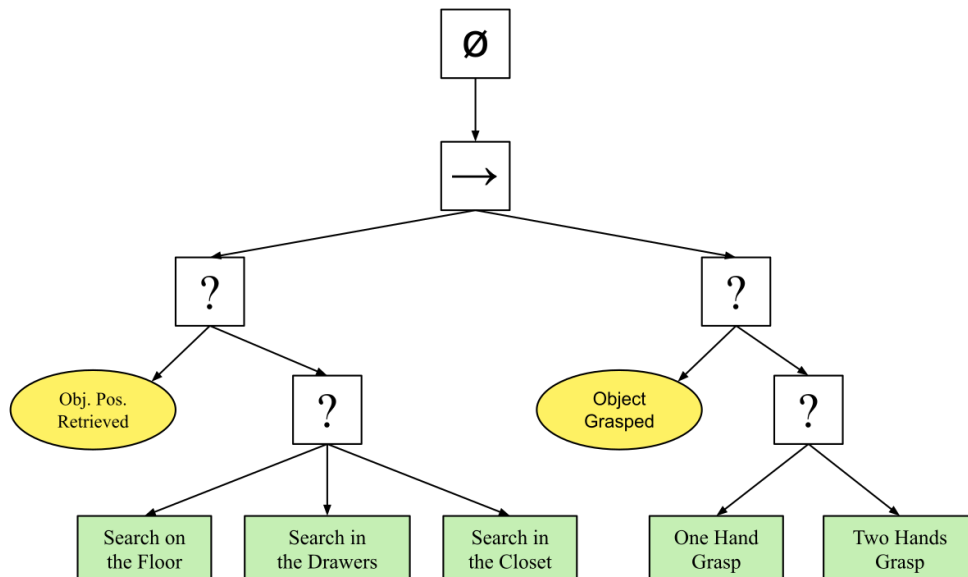 Ø
→
?
?
Obj. Pos.
Retrieved
?
Object
Grasped
?
Search on
the Floor
Search in
the Drawers
Search in
the Closet
One Hand
Grasp
Two Hands
Grasp